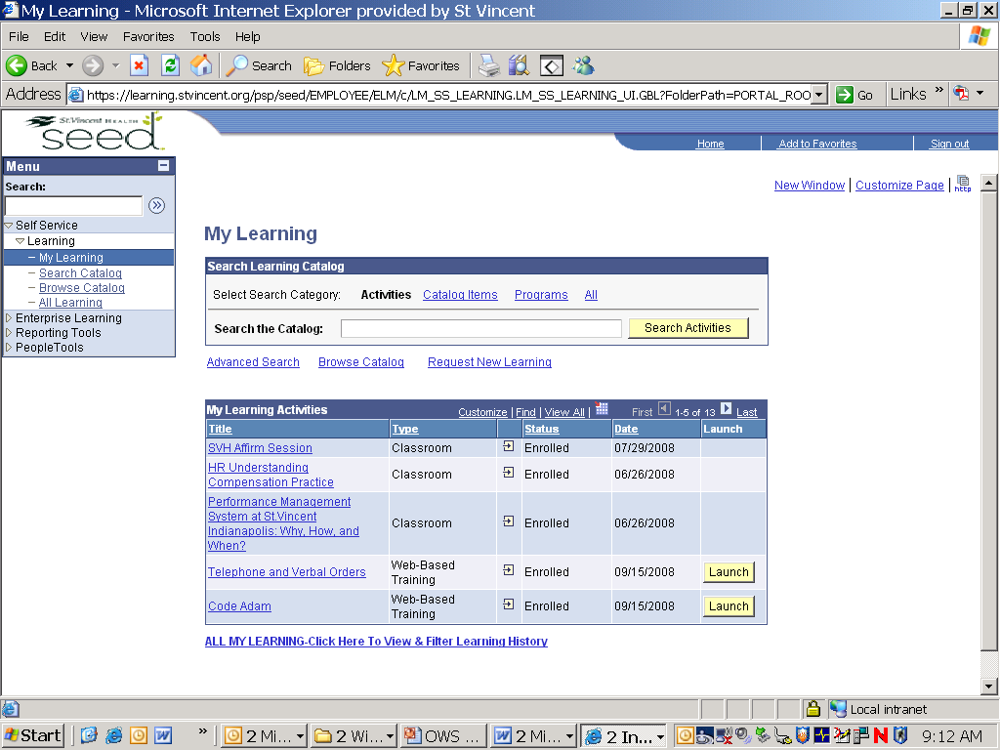 My Learning - Microsoft Internet Explorer provided by St Vincent
File Edit View Favorites Tools Help
Back Search Folders Favorites
Address https://learning.stvincent.org/psp/seed/EMPLOYEE/ELM/c/LM_SS_LEARNING.LM_SS_LEARNING_UI.GBL?FolderPath=PORTAL_ROO Go Links »
St.Vincent HEALTH
seed
Home Add to Favorites Sign out
Menu
Search:
Self Service
Learning
– My Learning
– Search Catalog
– Browse Catalog
– All Learning
Enterprise Learning
Reporting Tools
PeopleTools
New Window | Customize Page | http
My Learning
Search Learning Catalog
Select Search Category: Activities Catalog Items Programs All
Search the Catalog: Search Activities
Advanced Search Browse Catalog Request New Learning
My Learning Activities Customize | Find | View All | First 1-5 of 13 Last
Title Type Status Date Launch
SVH Affirm Session Classroom Enrolled 07/29/2008
HR Understanding
Compensation Practice Classroom Enrolled 06/26/2008
Performance Management
System at St.Vincent
Indianapolis: Why, How, and
When? Classroom Enrolled 06/26/2008
Telephone and Verbal Orders Web-Based
Training Enrolled 09/15/2008 Launch
Code Adam Web-Based
Training Enrolled 09/15/2008 Launch
ALL MY LEARNING-Click Here To View & Filter Learning History
Local intranet
Start » 2 Mi... 2 Wi... OWS ... 2 Mi... 2 In... 9:12 AM